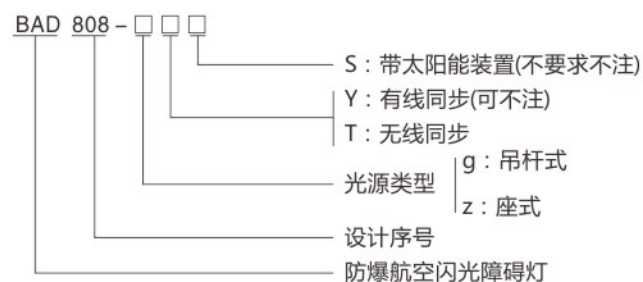 BAD 808-□□□
S：带太阳能装置(不要求不注)
Y：有线同步(可不注)
T：无线同步
光源类型
g：吊杆式
z：座式
设计序号
防爆航空闪光障碍灯